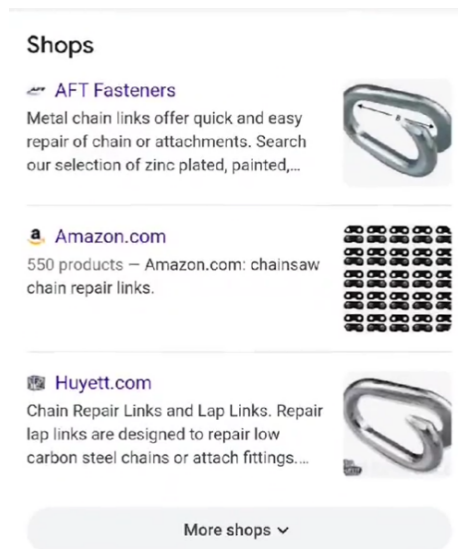 Shops
AFT Fasteners
Metal chain links offer quick and easy
repair of chain or attachments. Search
our selection of zinc plated, painted,...
Amazon.com
550 products — Amazon.com: chainsaw
chain repair links.
Huyett.com
Chain Repair Links and Lap Links. Repair
lap links are designed to repair low
carbon steel chains or attach fittings....
More shops